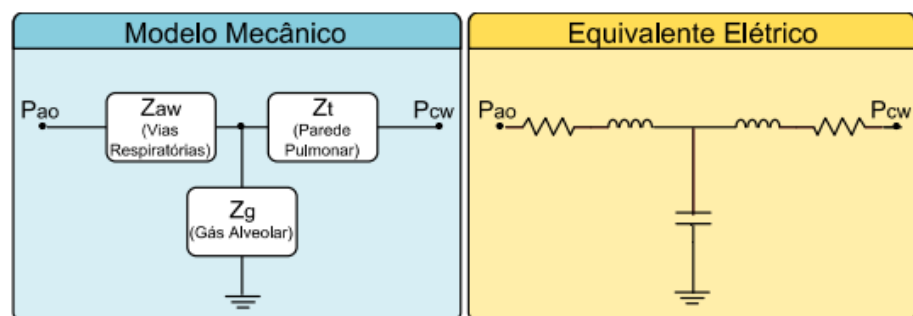 Modelo Mecânico
Pao
Zaw
(Vias
Respiratórias)
Zt
(Parede
Pulmonar)
Pcw
Zg
(Gás Alveolar)
Equivalente Elétrico
Pao
Pcw